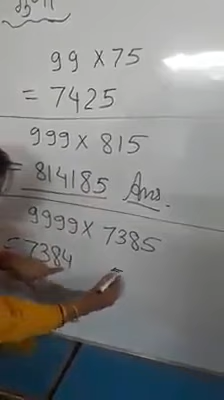 99 × 75
= 7425
999 × 815
= 814185 Ans.
9999 × 7385
= 7384 =